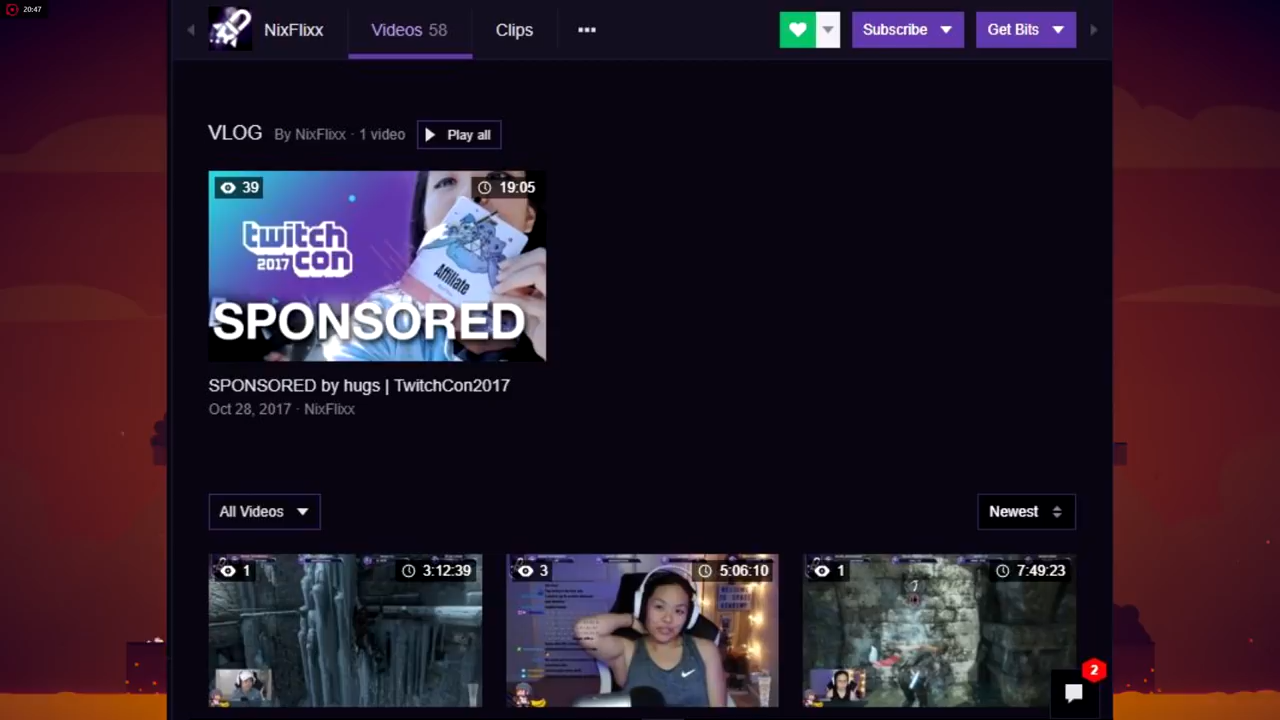 20:47
NixFlixx
Videos 58
Clips
Subscribe
Get Bits
VLOG By NixFlixx · 1 video
Play all
39
19:05
twitch
2017 con
Affiliate
SPONSORED
SPONSORED by hugs | TwitchCon2017
Oct 28, 2017 · NixFlixx
All Videos
Newest
1
3:12:39
3
5:06:10
1
7:49:23
2